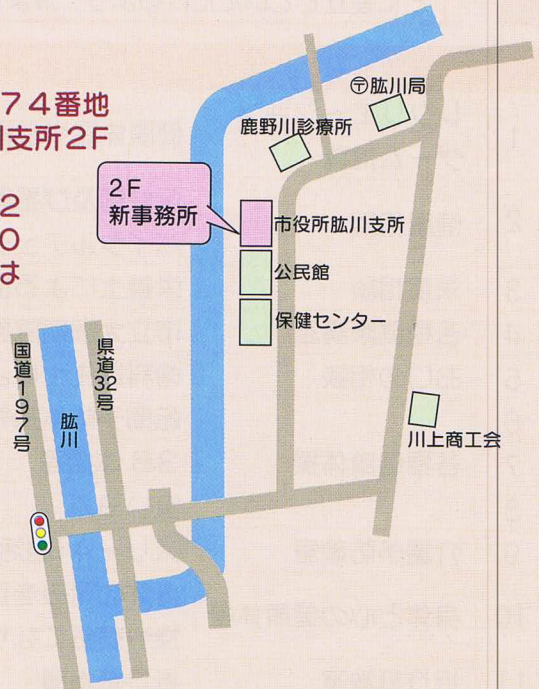 ７４番地
支所２Ｆ
２
０
は
〒肱川局
鹿野川診療所
２Ｆ
新事務所
市役所肱川支所
公民館
保健センター
国道１９７号
肱川
県道32号
川上商工会